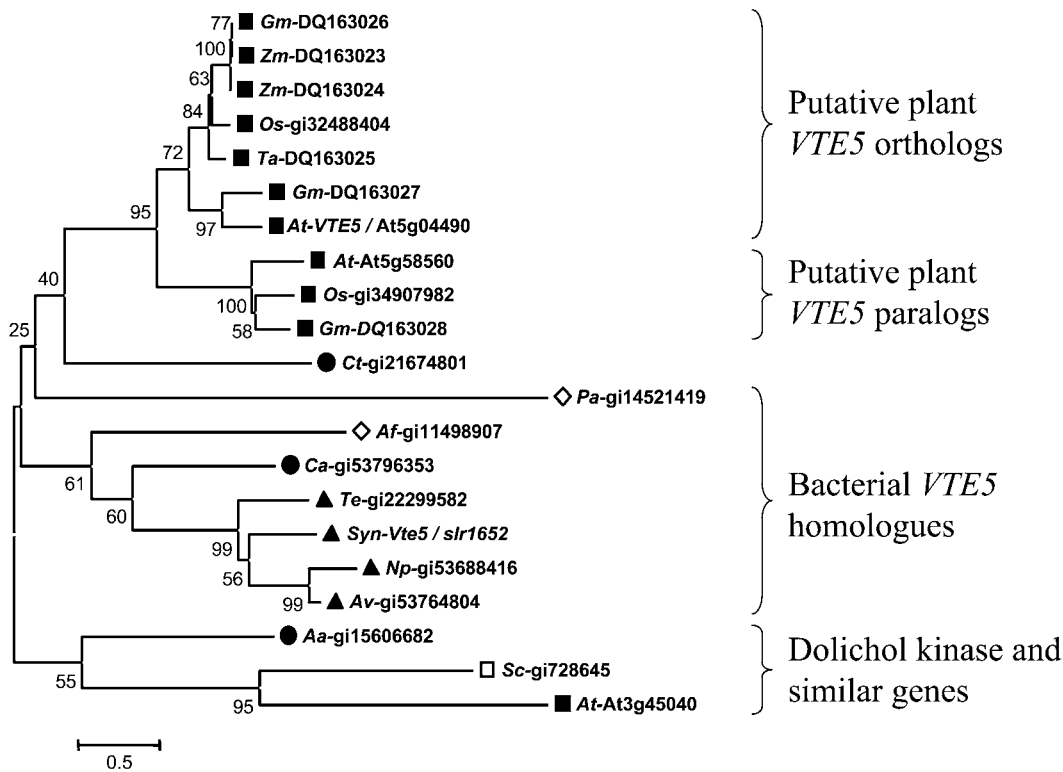 77
Gm-DQ163026
100
Zm-DQ163023
63
Zm-DQ163024
84
Os-gi32488404
72
Ta-DQ163025
Gm-DQ163027
95
97
At-VTE5 / At5g04490
Putative plant
VTE5 orthologs
At-At5g58560
40
100
Os-gi34907982
58
Gm-DQ163028
Putative plant
VTE5 paralogs
25
Ct-gi21674801
Pa-gi14521419
Af-gi11498907
61
Ca-gi53796353
60
Te-gi22299582
99
Syn-Vte5 / slr1652
56
Np-gi53688416
99
Av-gi53764804
Bacterial VTE5
homologues
Aa-gi15606682
55
Sc-gi728645
95
At-At3g45040
Dolichol kinase and
similar genes
0.5